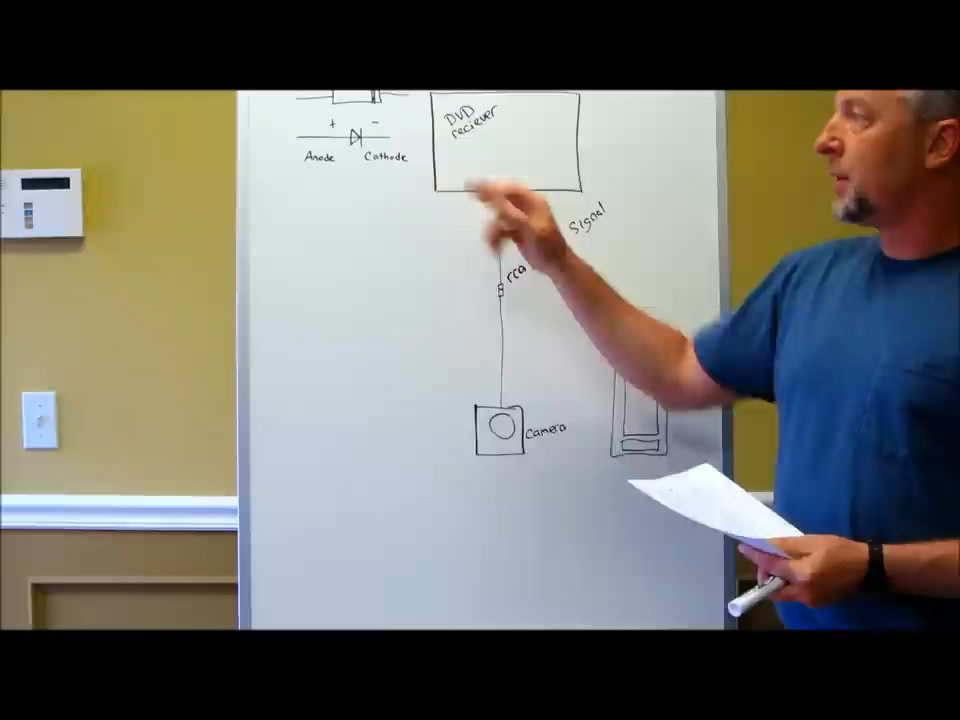 + -
Anode Cathode
DVD
reciever
signal
rca
camera